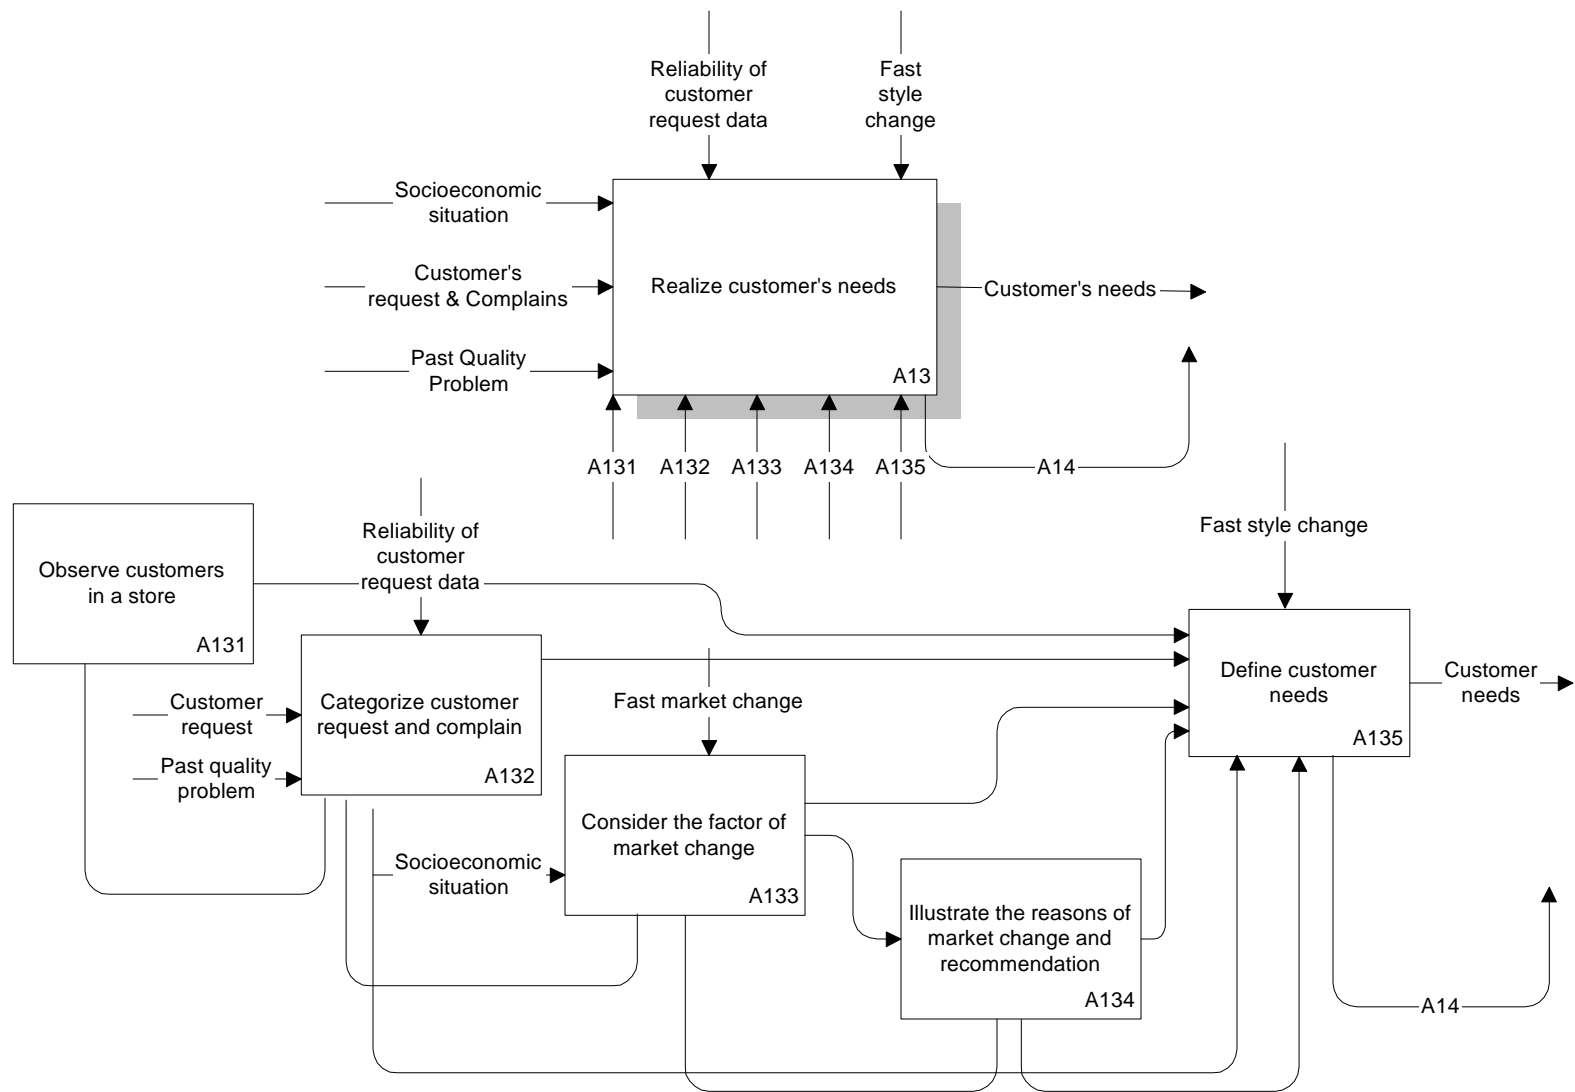 Reliability of
customer
request data
Fast
style
change
Socioeconomic
situation
Customer's
request & Complains
Past Quality
Problem
Realize customer's needs
A13
Customer's needs
A131
A132
A133
A134
A135
A14
Observe customers
in a store
A131
Reliability of
customer
request data
Fast style change
Customer
request
Past quality
problem
Categorize customer
request and complain
A132
Fast market change
Define customer
needs
A135
Customer
needs
Socioeconomic
situation
Consider the factor of
market change
A133
Illustrate the reasons of
market change and
recommendation
A134
A14